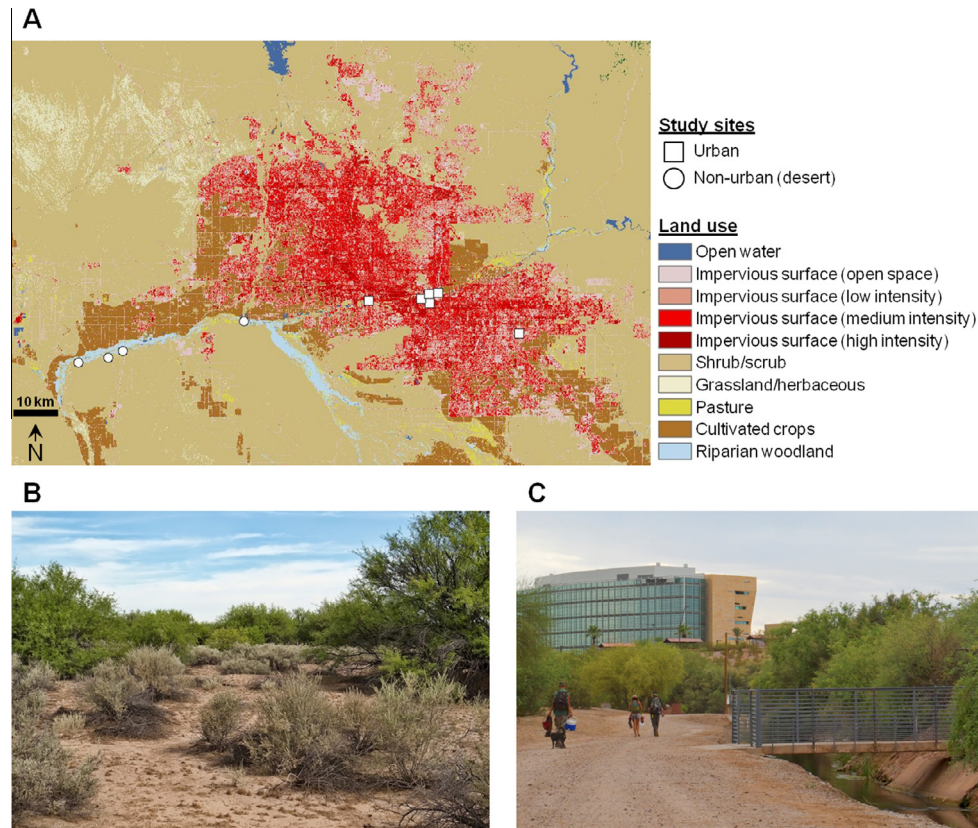 A
Study sites
Urban
Non-urban (desert)
Land use
Open water
Impervious surface (open space)
Impervious surface (low intensity)
Impervious surface (medium intensity)
Impervious surface (high intensity)
Shrub/scrub
Grassland/herbaceous
Pasture
Cultivated crops
Riparian woodland
10 km
N
B
C